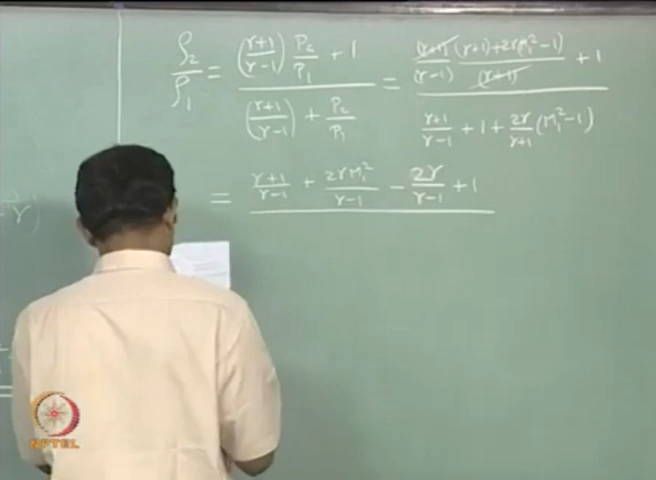 ρ₂/ρ₁ = [((γ+1)/(γ-1)) P₂/P₁ + 1] / [((γ+1)/(γ-1)) + P₂/P₁] = [((γ+1)/(γ-1)) ((γ+1)+2γ(M₁²-1))/(γ+1) + 1] / [(γ+1)/(γ-1) + 1 + (2γ/(γ+1))(M₁²-1)]
= (γ+1)/(γ-1) + 2γM₁²/(γ-1) - 2γ/(γ-1) + 1
NPTEL